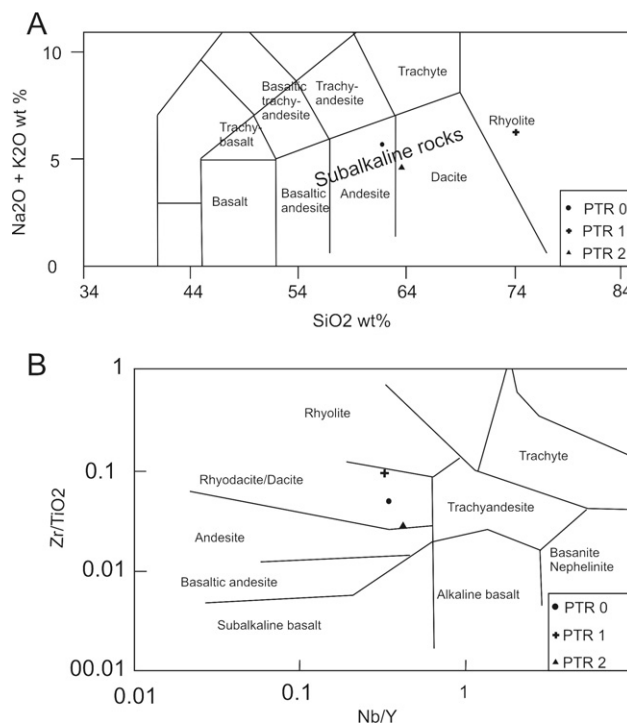 A
10
5
0
Na2O + K2O wt %
Basaltic
trachy-
andesite
Trachy-
andesite
Trachyte
Trachy-
basalt
Rhyolite
Subalkaline rocks
Basalt
Basaltic
andesite
Andesite
Dacite
PTR 0
PTR 1
PTR 2
34
44
54
64
74
84
SiO2 wt%
B
1
0.1
0.01
00.01
Zr/TiO2
Rhyolite
Trachyte
Rhyodacite/Dacite
Trachyandesite
Andesite
Basanite
Nephelinite
Basaltic andesite
Alkaline basalt
Subalkaline basalt
PTR 0
PTR 1
PTR 2
0.01
0.1
1
Nb/Y